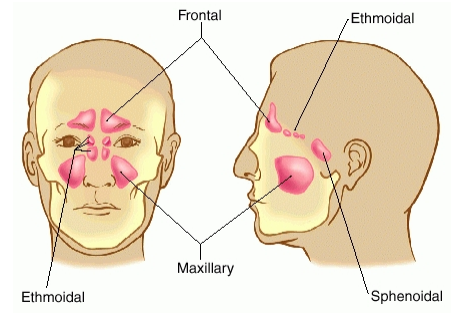 Frontal
Ethmoidal
Maxillary
Ethmoidal
Sphenoidal